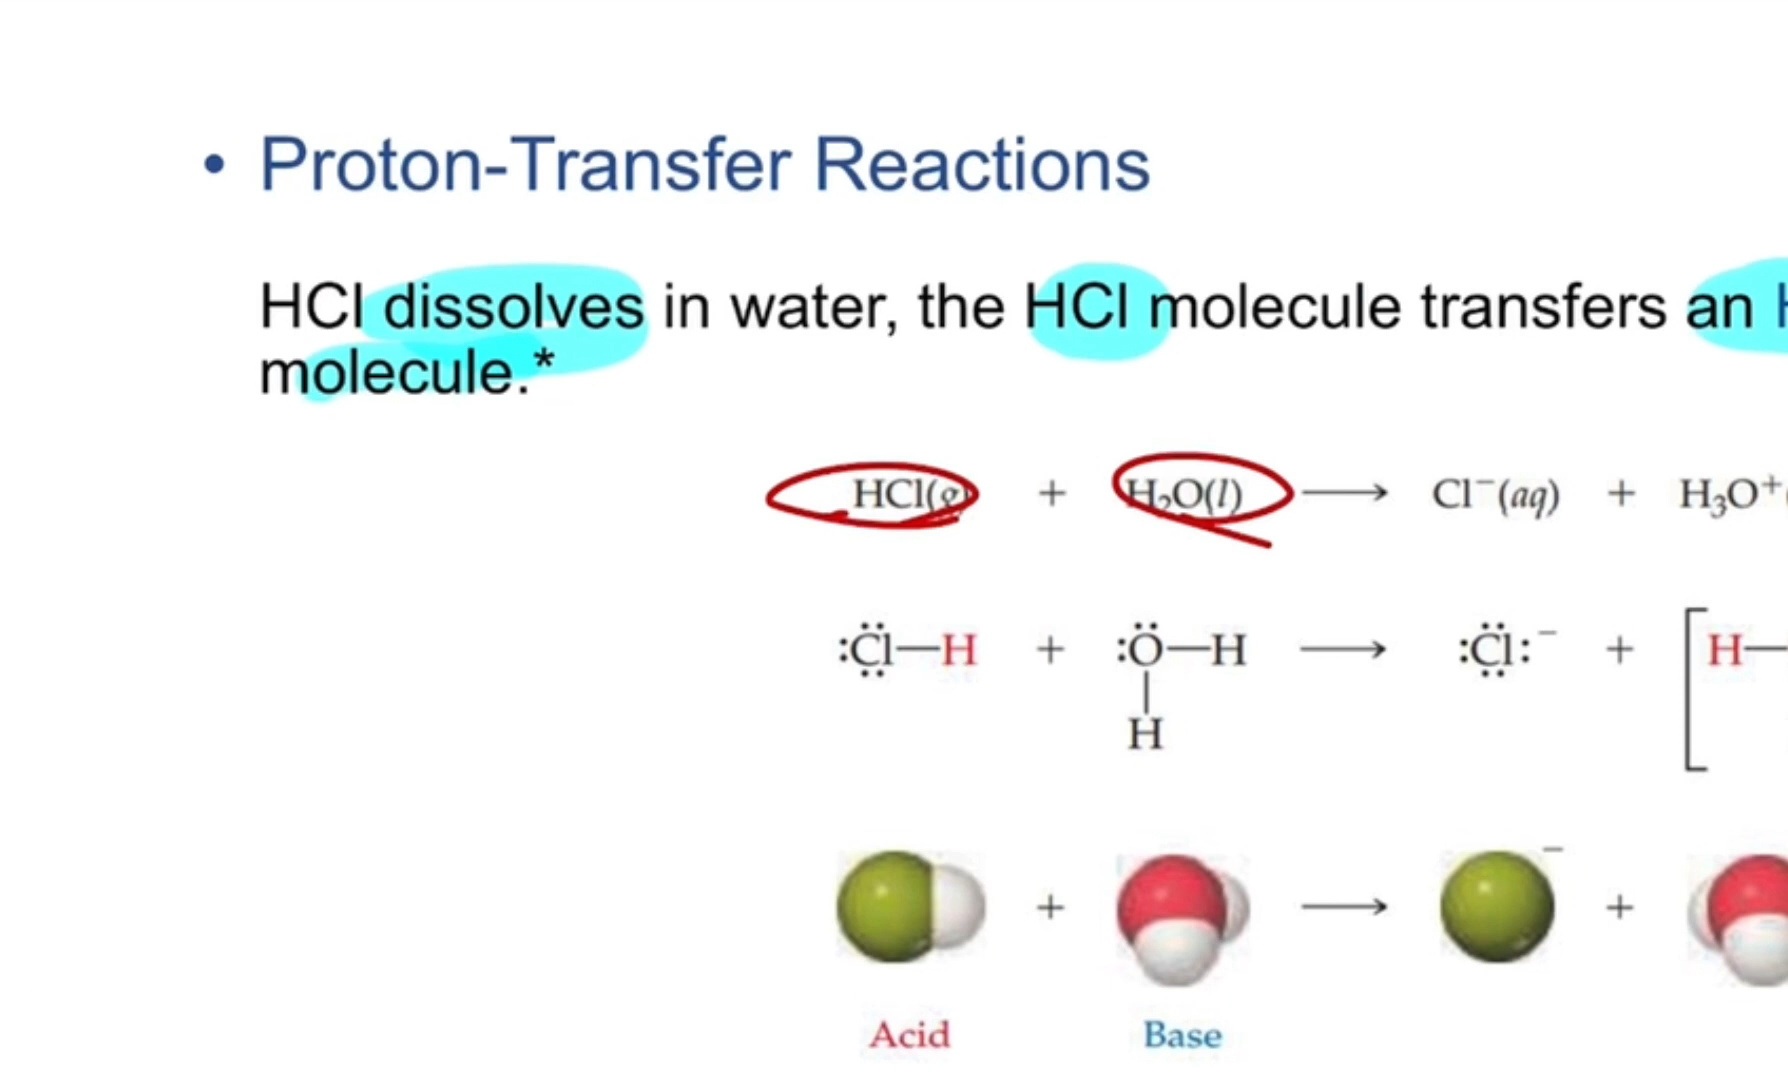 • Proton-Transfer Reactions
HCl dissolves in water, the HCl molecule transfers an
molecule.*
HCl(g) + H₂O(l) ⟶ Cl⁻(aq) + H₃O⁺
:C̈l—H + :Ö—H ⟶ :C̈l:⁻ + [H—
|
H
+ ⟶ ⁻ +
Acid Base